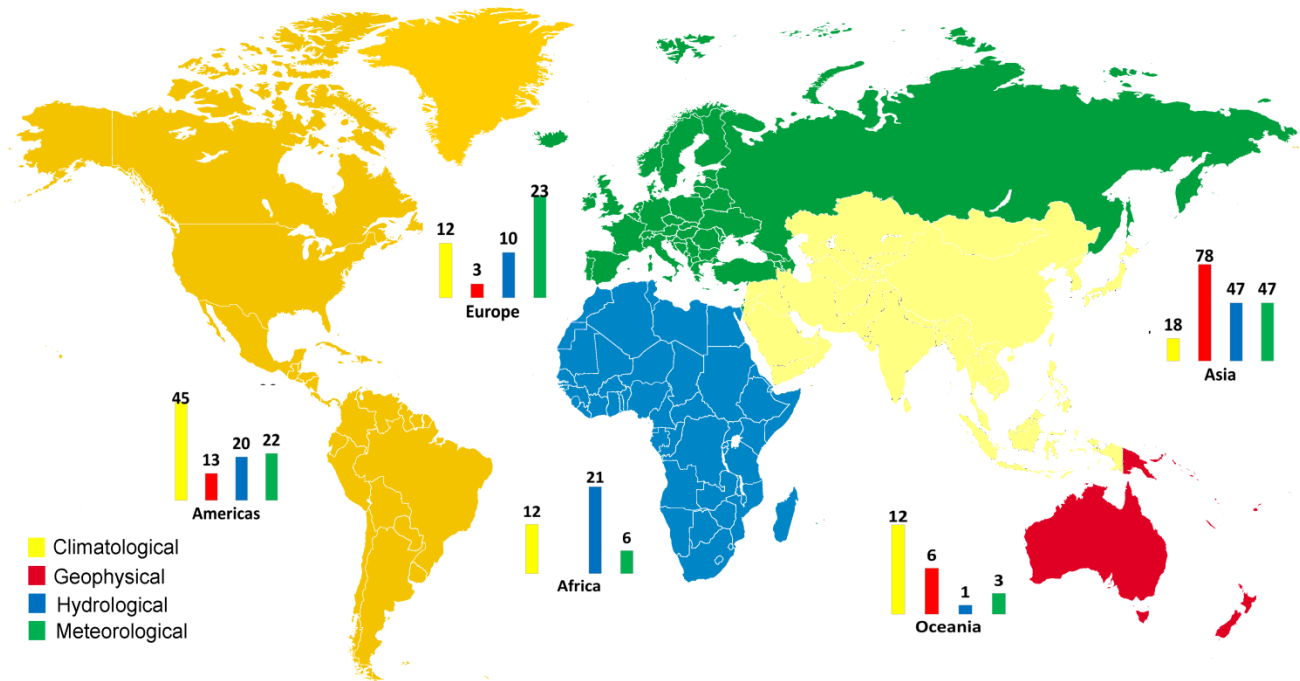 23
12
10
3
Europe
78
47 47
18
Asia
45
22
20
13
Americas
21
12
6
Africa
12
6
3
1
Oceania
Climatological
Geophysical
Hydrological
Meteorological